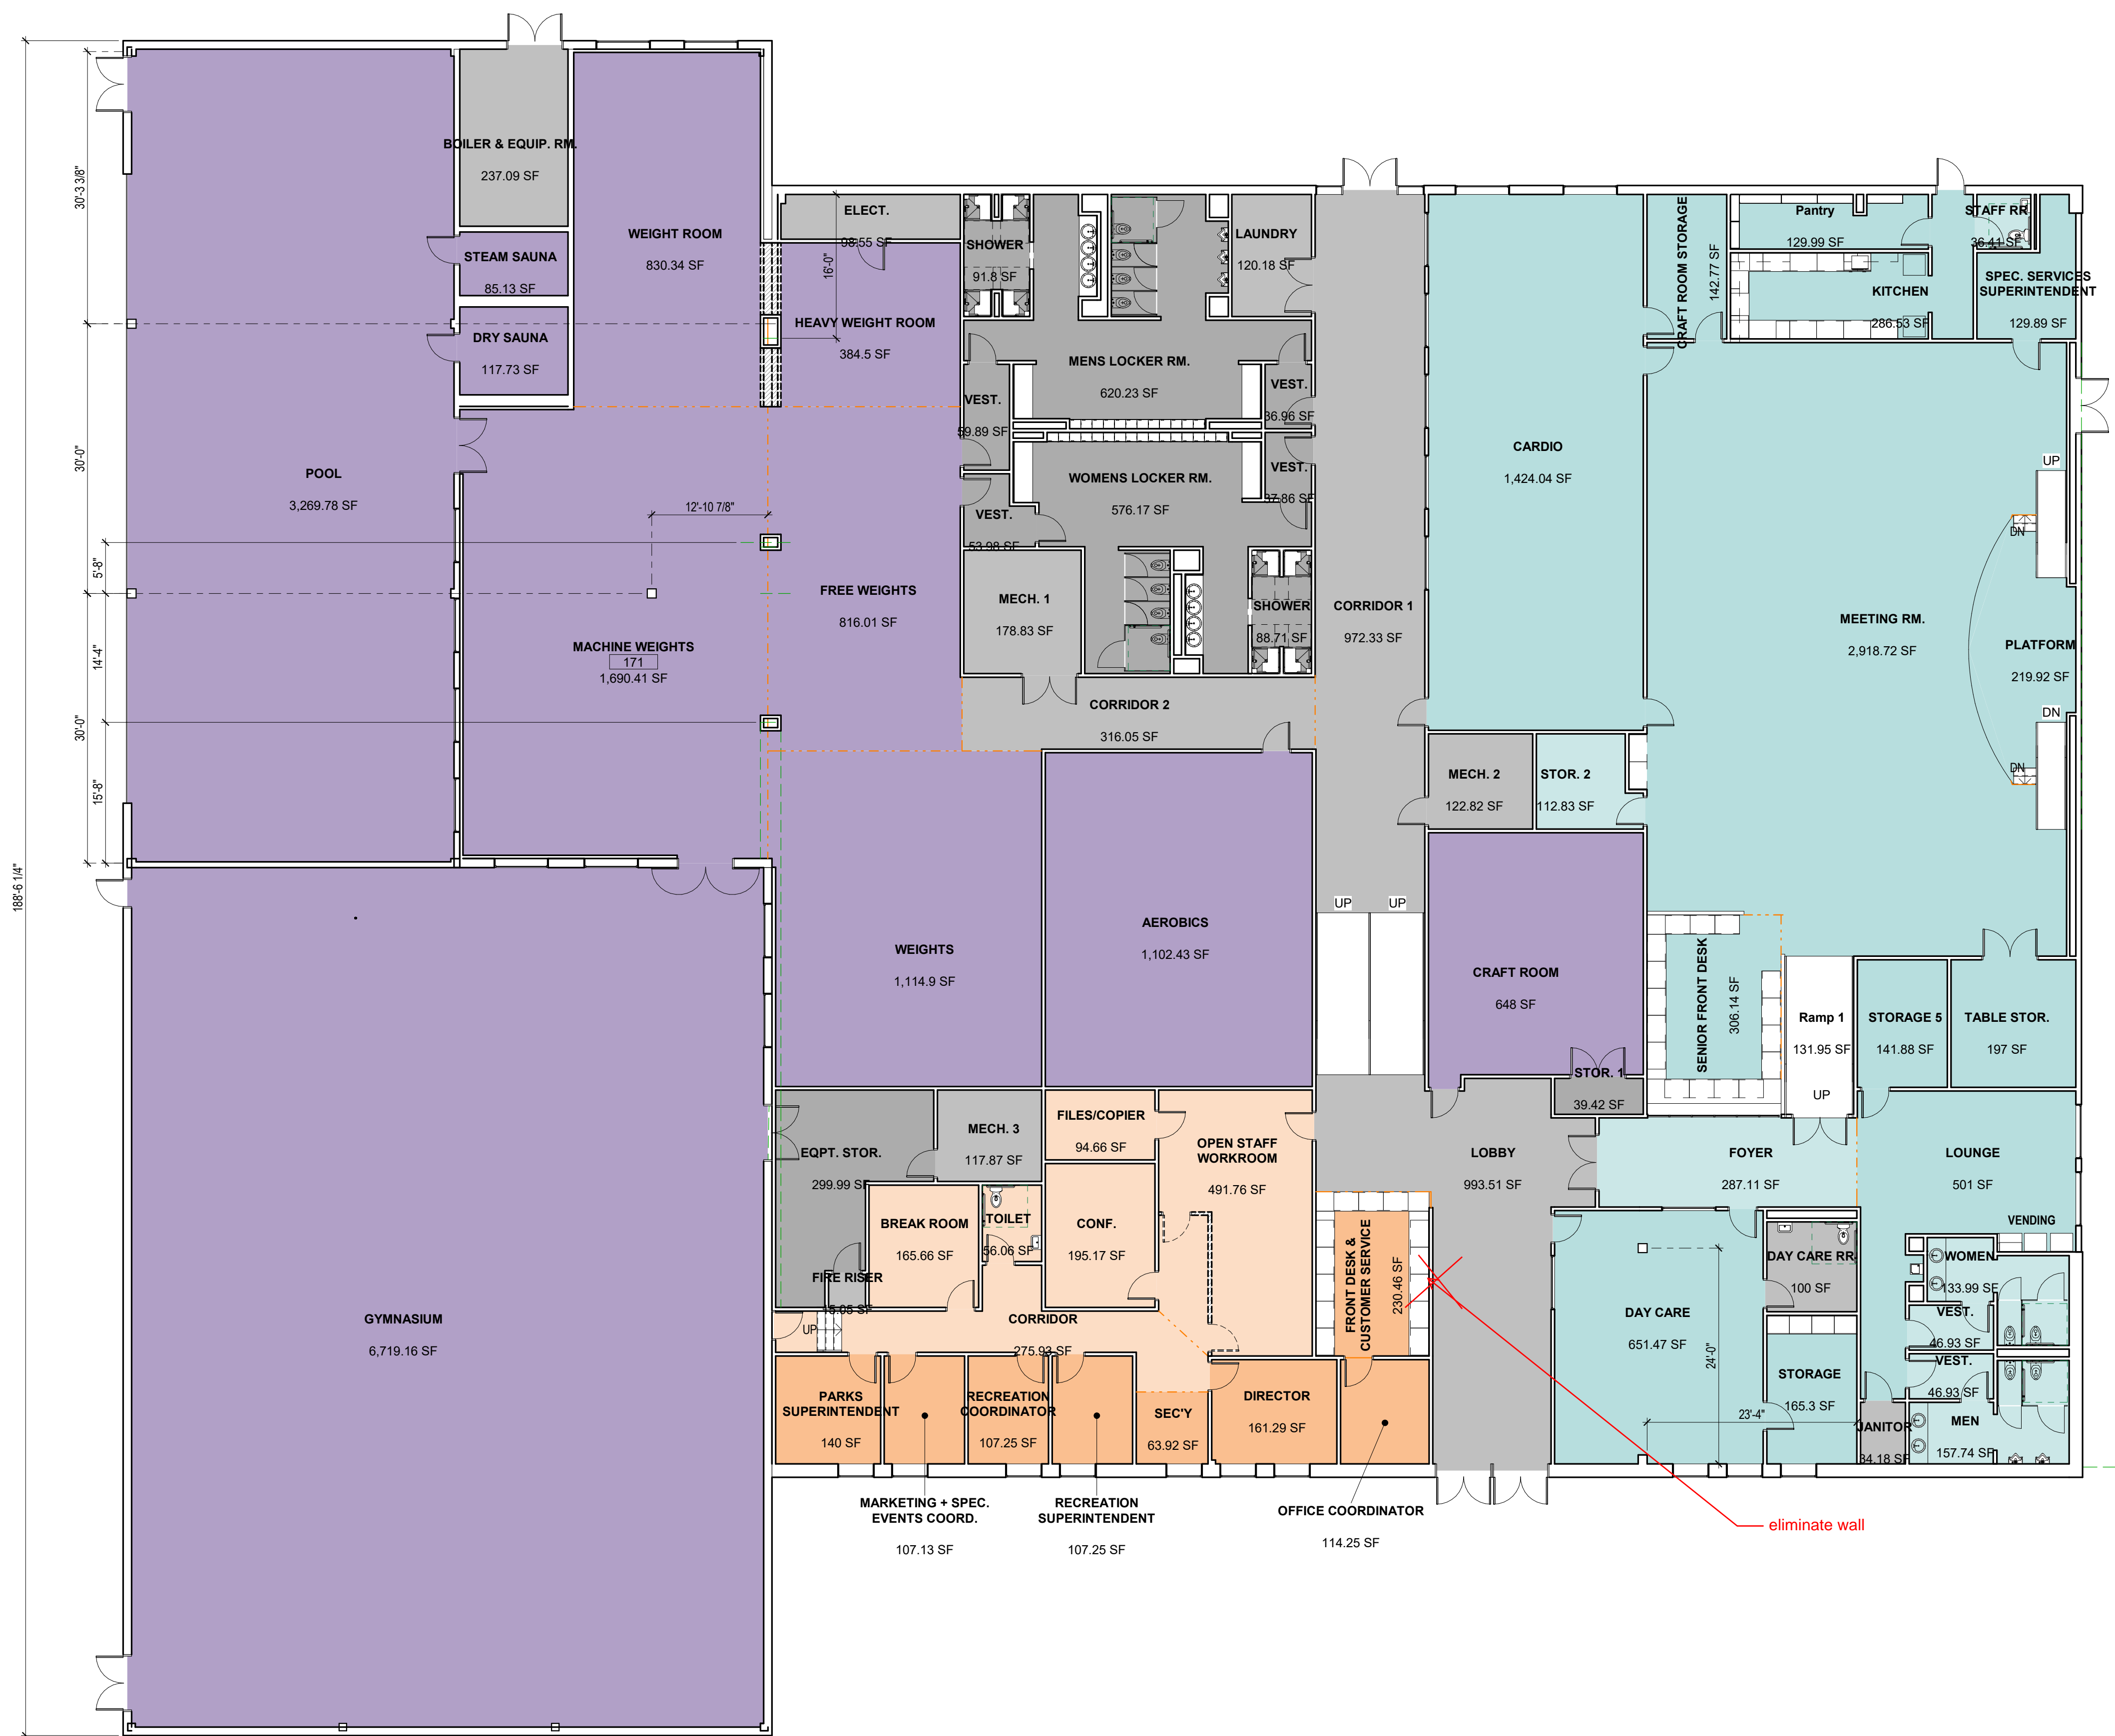 BOILER & EQUIP. RM.
237.09 SF
30'-3 3/8"
ELECT.
98.55 SF
16'-0"
WEIGHT ROOM
830.34 SF
SHOWER
91.8 SF
LAUNDRY
120.18 SF
CRAFT ROOM STORAGE
142.77 SF
Pantry
129.99 SF
STAFF RR
36.41 SF
STEAM SAUNA
85.13 SF
SPEC. SERVICES
SUPERINTENDENT
129.89 SF
KITCHEN
286.53 SF
DRY SAUNA
117.73 SF
HEAVY WEIGHT ROOM
384.5 SF
MENS LOCKER RM.
620.23 SF
VEST.
59.89 SF
VEST.
36.96 SF
POOL
3,269.78 SF
30'-0"
CARDIO
1,424.04 SF
WOMENS LOCKER RM.
576.17 SF
VEST.
37.86 SF
UP
12'-10 7/8"
VEST.
53.98 SF
DN
5'-8"
FREE WEIGHTS
816.01 SF
MECH. 1
178.83 SF
SHOWER
88.71 SF
CORRIDOR 1
972.33 SF
MEETING RM.
2,918.72 SF
PLATFORM
219.92 SF
MACHINE WEIGHTS
171
1,690.41 SF
14'-4"
CORRIDOR 2
316.05 SF
DN
30'-0"
15'-8"
MECH. 2
122.82 SF
STOR. 2
112.83 SF
DN
188'-6 1/4"
UP
UP
AEROBICS
1,102.43 SF
WEIGHTS
1,114.9 SF
CRAFT ROOM
648 SF
SENIOR FRONT DESK
306.14 SF
Ramp 1
131.95 SF
UP
STORAGE 5
141.88 SF
TABLE STOR.
197 SF
STOR. 1
39.42 SF
FILES/COPIER
94.66 SF
MECH. 3
117.87 SF
EQPT. STOR.
299.99 SF
OPEN STAFF
WORKROOM
491.76 SF
LOBBY
993.51 SF
FOYER
287.11 SF
LOUNGE
501 SF
BREAK ROOM
165.66 SF
TOILET
56.06 SF
CONF.
195.17 SF
VENDING
FRONT DESK &
CUSTOMER SERVICE
230.46 SF
DAY CARE RR.
100 SF
WOMEN
133.99 SF
FIRE RISER
15.05 SF
GYMNASIUM
6,719.16 SF
UP
CORRIDOR
275.93 SF
DAY CARE
651.47 SF
24'-0"
VEST.
46.93 SF
VEST.
46.93 SF
STORAGE
165.3 SF
23'-4"
PARKS
SUPERINTENDENT
140 SF
RECREATION
COORDINATOR
107.25 SF
SEC'Y
63.92 SF
DIRECTOR
161.29 SF
JANITOR
34.18 SF
MEN
157.74 SF
MARKETING + SPEC.
EVENTS COORD.
107.13 SF
RECREATION
SUPERINTENDENT
107.25 SF
OFFICE COORDINATOR
114.25 SF
eliminate wall